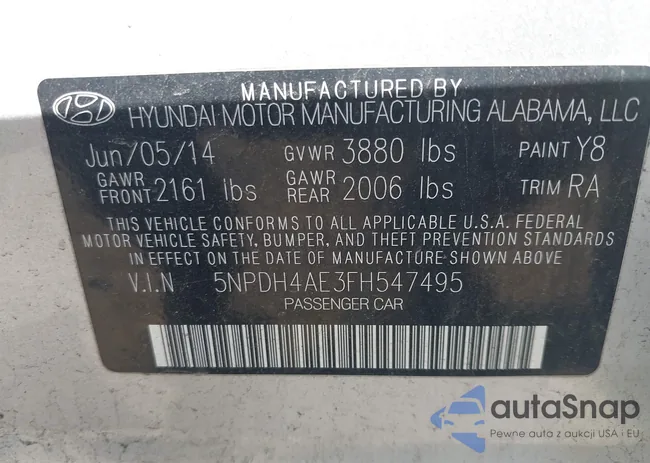 MANUFACTURED BY
HYUNDAI MOTOR MANUFACTURING ALABAMA, LLC
Jun/05/14 GVWR 3880 lbs PAINT Y8
GAWR FRONT 2161 lbs GAWR REAR 2006 lbs TRIM RA
THIS VEHICLE CONFORMS TO ALL APPLICABLE U.S.A. FEDERAL
MOTOR VEHICLE SAFETY, BUMPER, AND THEFT PREVENTION STANDARDS
IN EFFECT ON THE DATE OF MANUFACTURE SHOWN ABOVE
V.I.N 5NPDH4AE3FH547495
PASSENGER CAR
autaSnap
Pewne auta z aukcji USA i EU